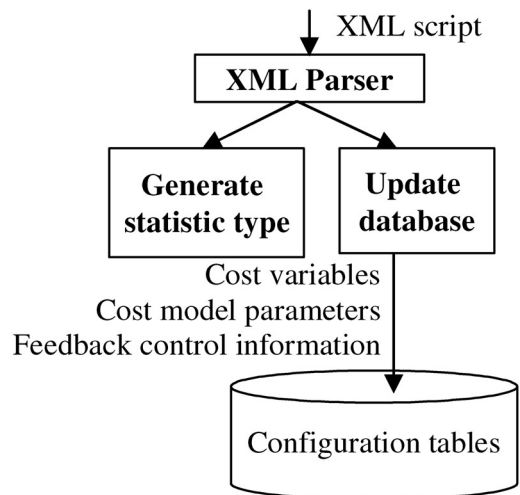 XML script
XML Parser
Generate
statistic type
Update
database
Cost variables
Cost model parameters
Feedback control information
Configuration tables